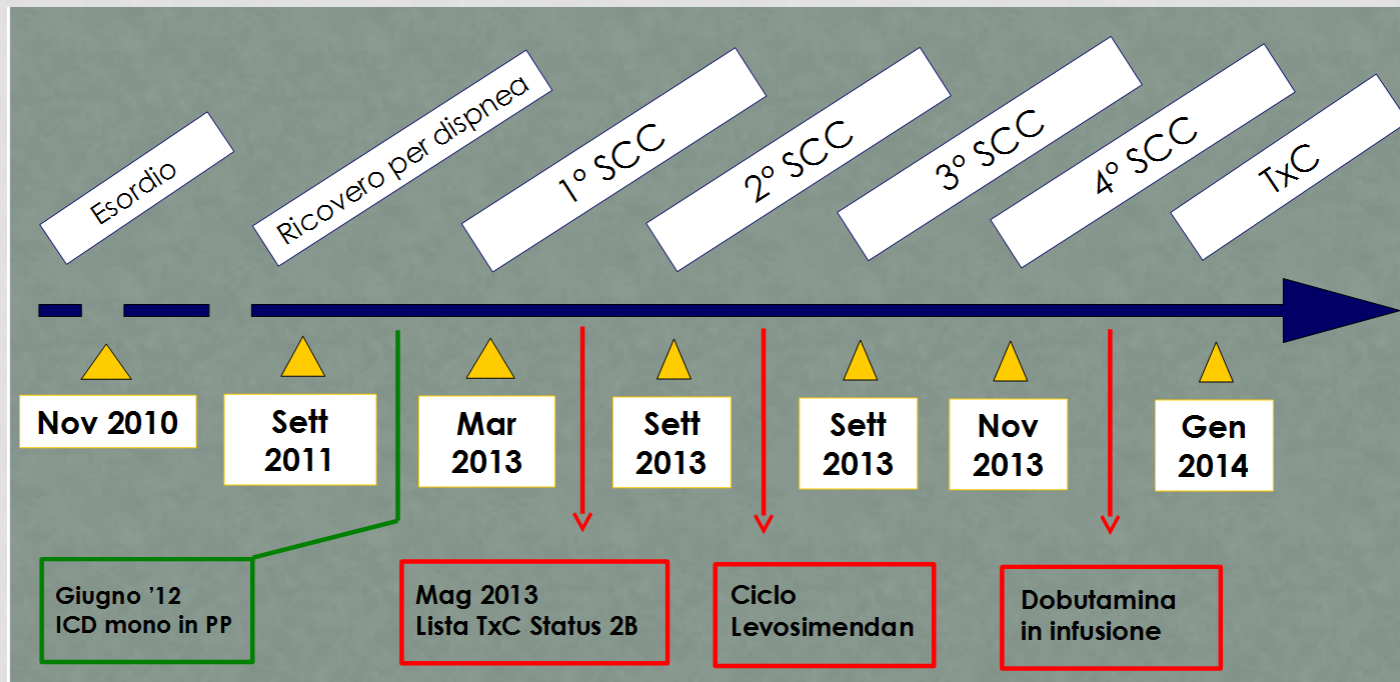 Esordio
Ricovero per dispnea
1° SCC
2° SCC
3° SCC
4° SCC
TxC
Nov 2010
Sett
2011
Mar
2013
Sett
2013
Sett
2013
Nov
2013
Gen
2014
Giugno ’12
ICD mono in PP
Mag 2013
Lista TxC Status 2B
Ciclo
Levosimendan
Dobutamina
in infusione